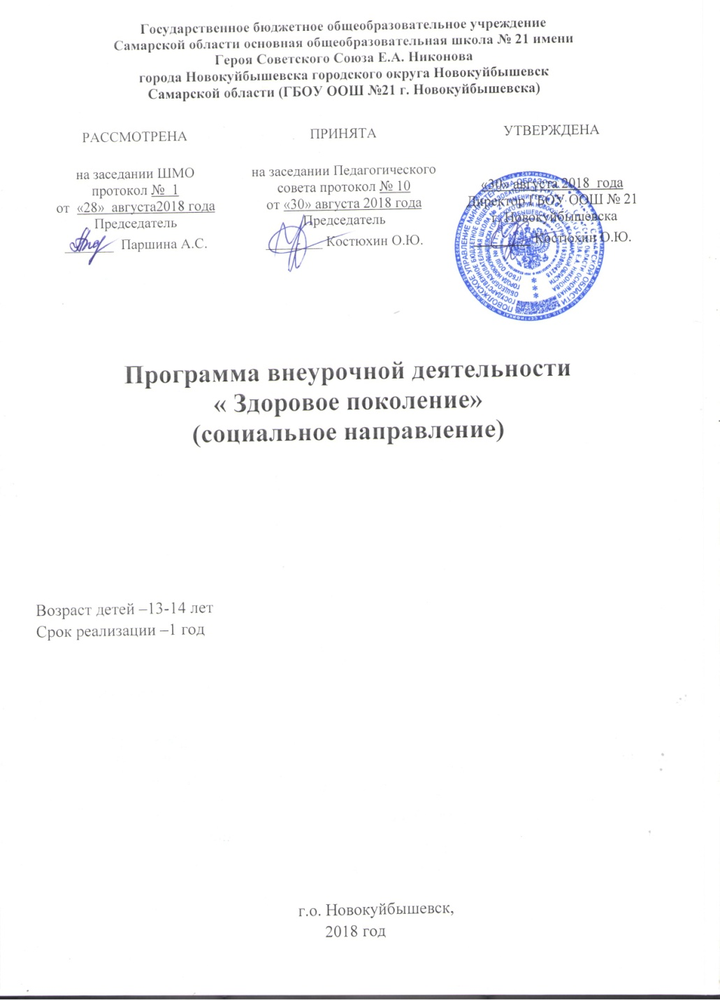 Государственное бюджетное общеобразовательное учреждение
Самарской области основная общеобразовательная школа № 21 имени
Героя Советского Союза Е.А. Никонова
города Новокуйбышевска городского округа Новокуйбышевск
Самарской области (ГБОУ ООШ №21 г. Новокуйбышевска)
РАССМОТРЕНА
на заседании ШМО
протокол № 1
от «28» августа2018 года
Председатель
Паршина А.С.
ПРИНЯТА
на заседании Педагогического
совета протокол № 10
от «30» августа 2018 года
Председатель
Костюхин О.Ю.
УТВЕРЖДЕНА
«30» августа 2018 года
Директор ГБОУ ООШ № 21
г. Новокуйбышевска
Костюхин О.Ю.
Программа внеурочной деятельности
« Здоровое поколение»
(социальное направление)
Возраст детей –13-14 лет
Срок реализации –1 год
г.о. Новокуйбышевск,
2018 год